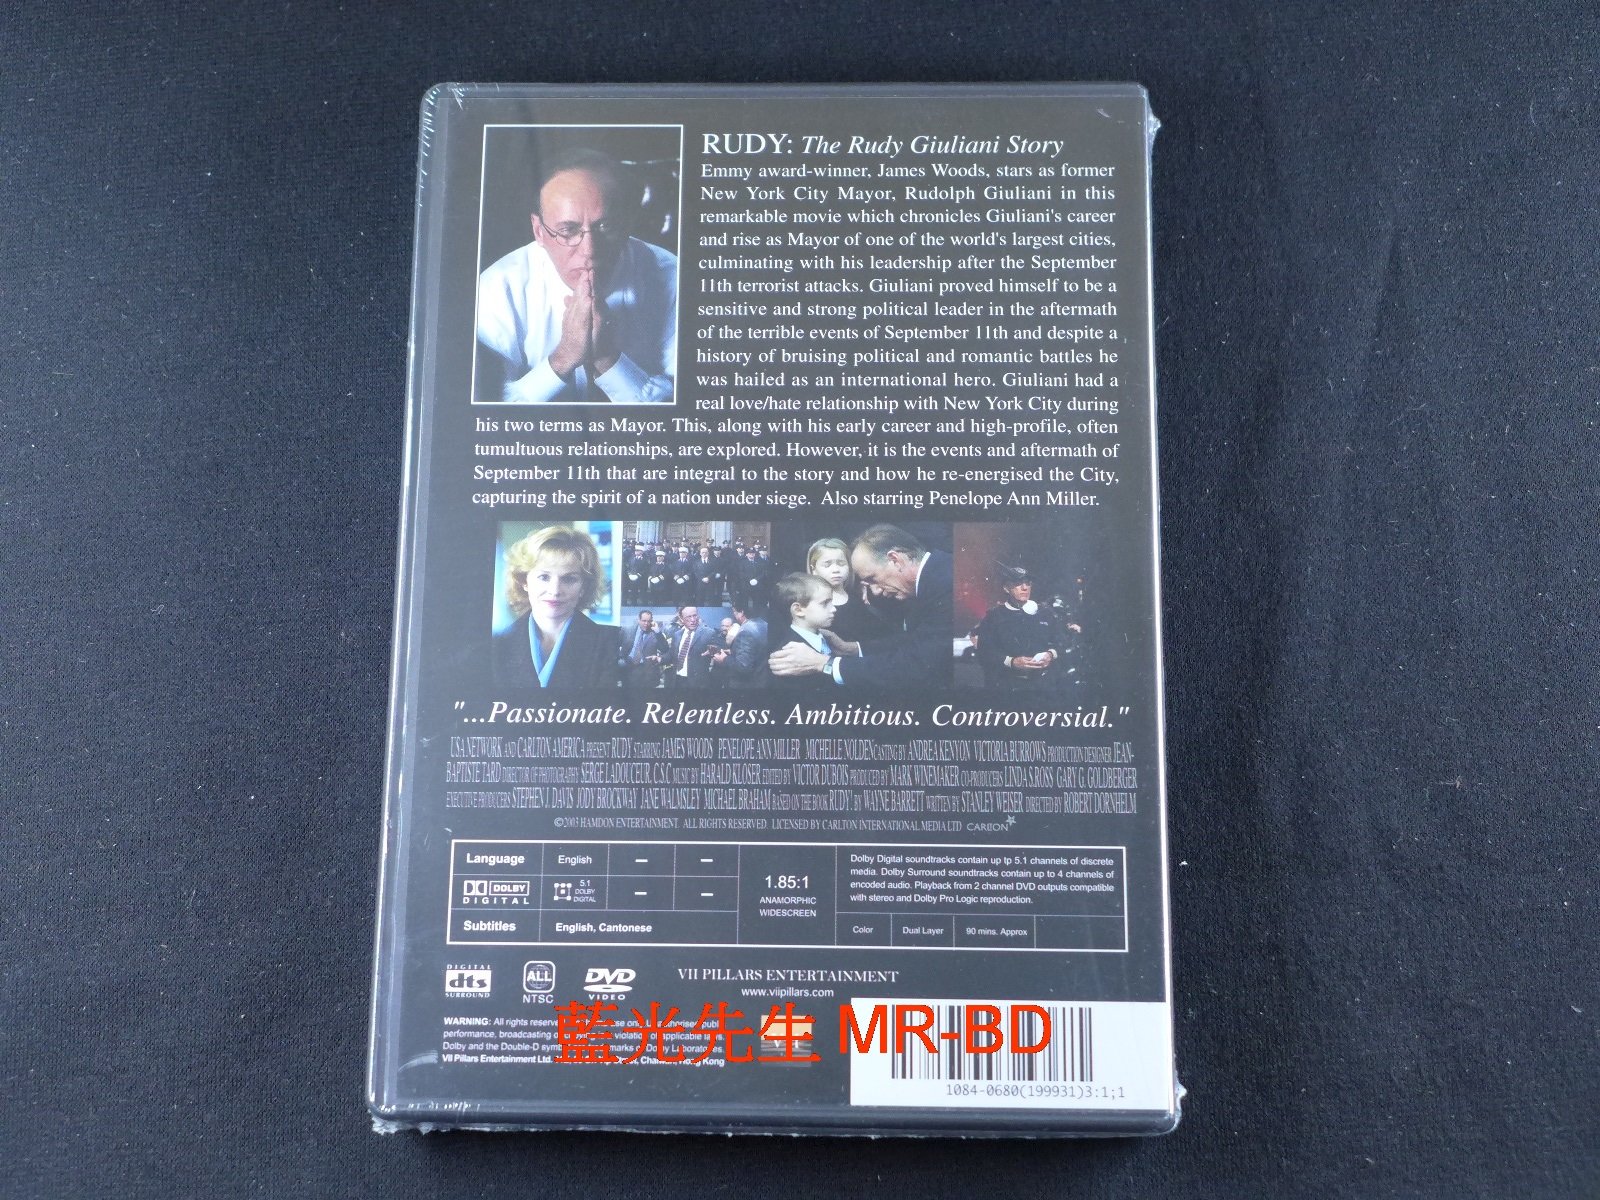 RUDY: The Rudy Giuliani Story
Emmy award-winner, James Woods, stars as former
New York City Mayor, Rudolph Giuliani in this
remarkable movie which chronicles Giuliani's career
and rise as Mayor of one of the world's largest cities,
culminating with his leadership after the September
11th terrorist attacks. Giuliani proved himself to be a
sensitive and strong political leader in the aftermath
of the terrible events of September 11th and despite a
history of bruising political and romantic battles he
was hailed as an international hero. Giuliani had a
real love/hate relationship with New York City during
his two terms as Mayor. This, along with his early career and high-profile, often
tumultuous relationships, are explored. However, it is the events and aftermath of
September 11th that are integral to the story and how he re-energised the City,
capturing the spirit of a nation under siege. Also starring Penelope Ann Miller.
"...Passionate. Relentless. Ambitious. Controversial."
USA NETWORK AND CARLTON AMERICA PRESENT RUDY STARRING JAMES WOODS PENELOPE ANN MILLER MICHELLE NOLDEN CASTING BY ANDREA KENYON VICTORIA BURROWS PRODUCTION DESIGNER JEAN-
BAPTISTE TARD DIRECTOR OF PHOTOGRAPHY SERGE LADOUCEUR, C.S.C MUSIC BY HARALD KLOSER EDITED BY VICTOR DUBOIS PRODUCED BY MARK WINEMAKER CO-PRODUCERS LINDA S.ROSS GARY G. GOLDBERGER
EXECUTIVE PRODUCERS STEPHEN J. DAVIS JODY BROCKWAY JANE WALMSLEY MICHAEL BRAHAM BASED ON THE BOOK RUDY! BY WAYNE BARRETT WRITTEN BY STANLEY WEISER DIRECTED BY ROBERT DORNHELM
©2003 HAMDON ENTERTAINMENT. ALL RIGHTS RESERVED. LICENSED BY CARLTON INTERNATIONAL MEDIA LTD CARLTON
Language English – –
DOLBY DIGITAL 5.1 DOLBY DIGITAL – –
Subtitles English, Cantonese
1.85:1
ANAMORPHIC
WIDESCREEN
Dolby Digital soundtracks contain up tp 5.1 channels of discrete
media. Dolby Surround soundtracks contain up to 4 channels of
encoded audio. Playback from 2 channel DVD outputs compatible
with stereo and Dolby Pro Logic reproduction.
Color Dual Layer 90 mins. Approx
DIGITAL dts SURROUND
ALL NTSC
DVD VIDEO
VII PILLARS ENTERTAINMENT
www.viipillars.com
WARNING: All rights reserve
performance, broadcasting violation of applicable laws.
Dolby and the Double-D sym of Dolby Laboratories.
VII Pillars Entertainment Ltd. Hong Kong
藍光先生 MR-BD
1084-0680(199931)3:1;1